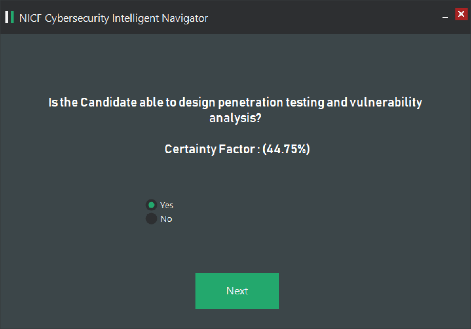 NICF Cybersecurity Intelligent Navigator
Is the Candidate able to design penetration testing and vulnerability
analysis?
Certainty Factor : (44.75%)
Yes
No
Next